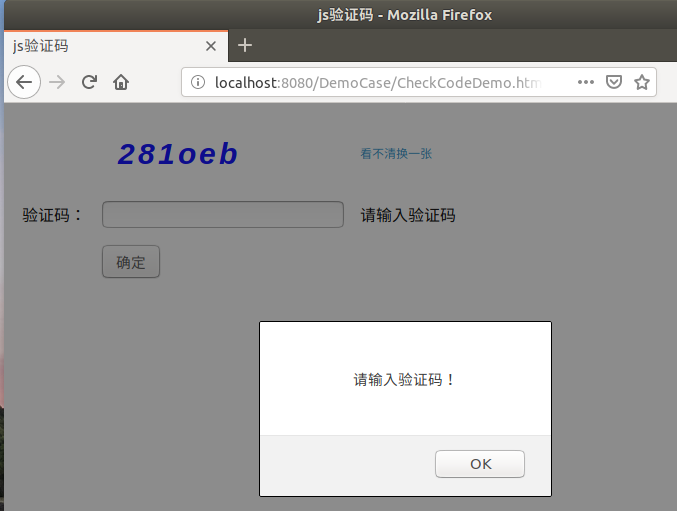 js验证码 - Mozilla Firefox
js验证码
localhost:8080/DemoCase/CheckCodeDemo.htm
281oeb
看不清换一张
验证码：
请输入验证码
确定
请输入验证码！
OK